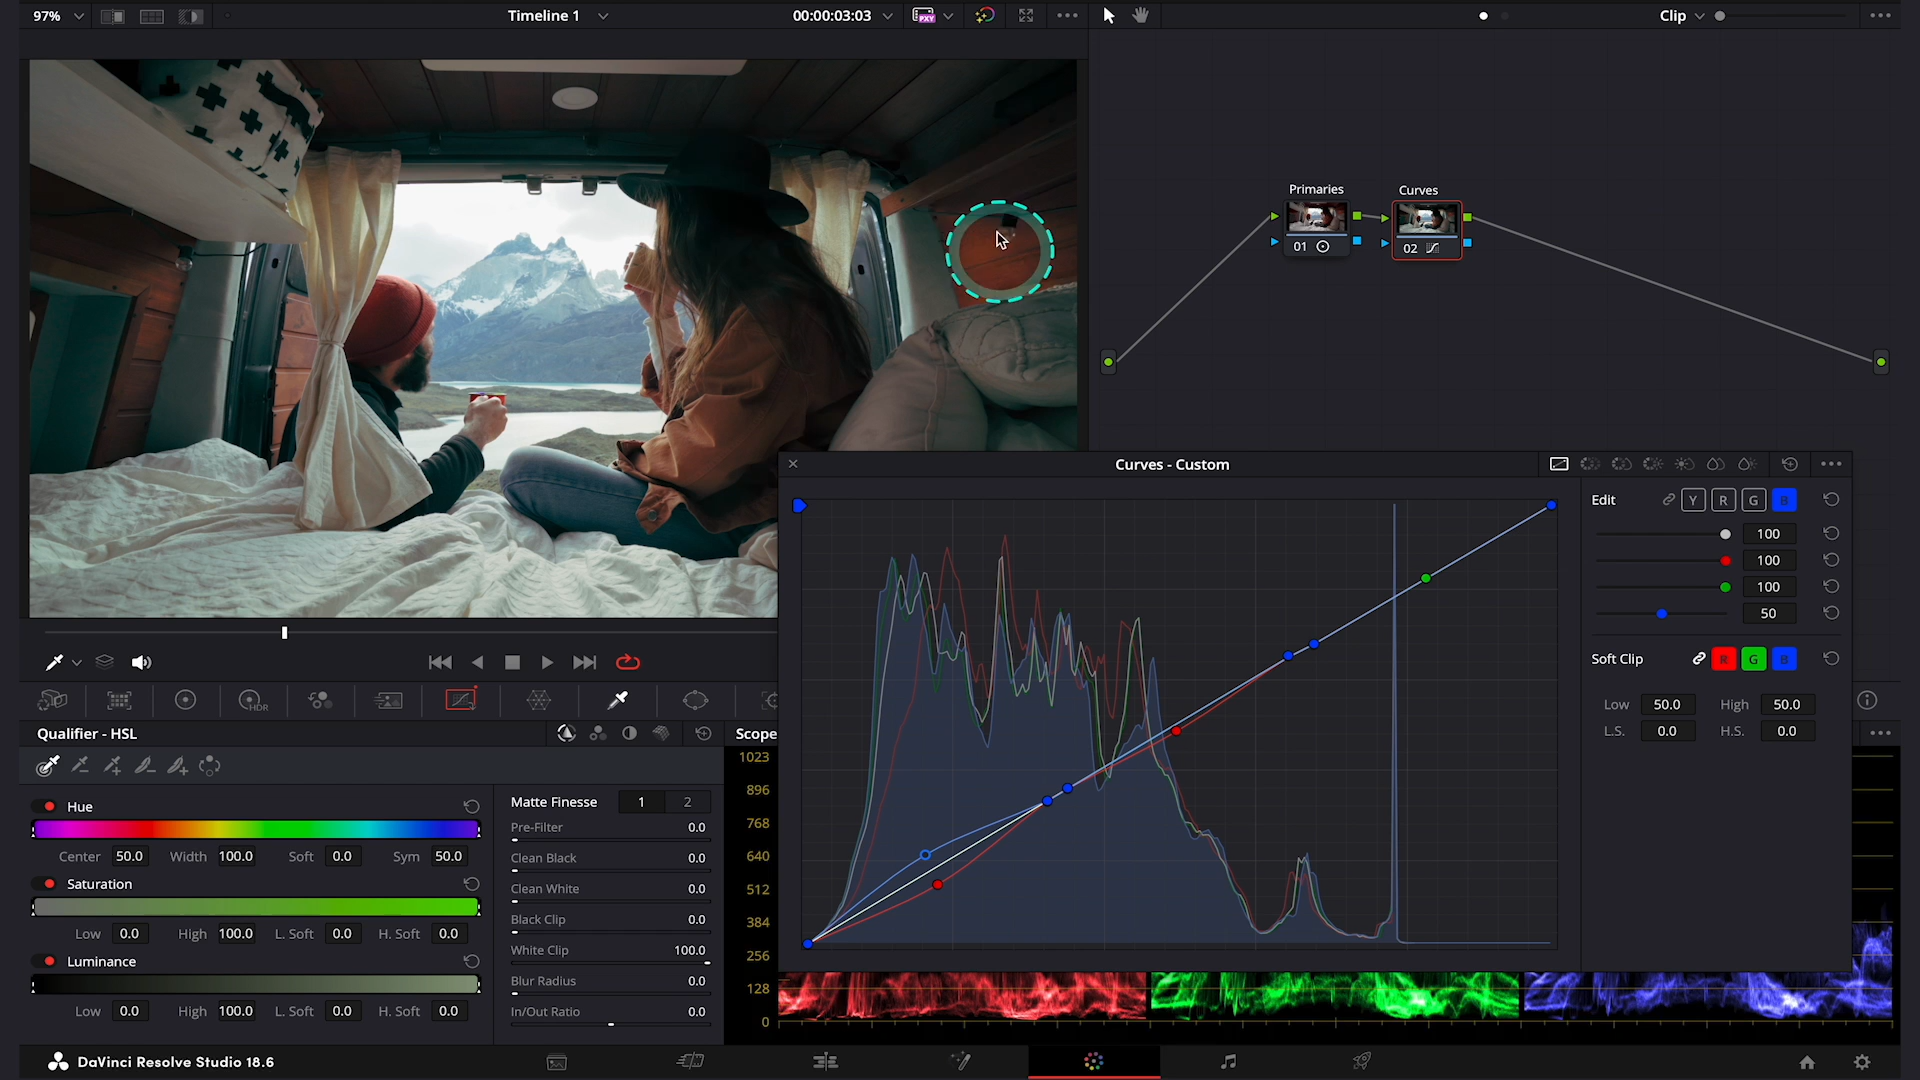 97%
Timeline 1
00:00:03:03
PXY
Clip
Primaries
Curves
01
02
Curves - Custom
Edit
Y R G B
100
100
100
50
Soft Clip
R G B
Low 50.0 High 50.0
L.S. 0.0 H.S. 0.0
HDR
Qualifier - HSL
Scope
Hue
Center 50.0 Width 100.0 Soft 0.0 Sym 50.0
Saturation
Low 0.0 High 100.0 L. Soft 0.0 H. Soft 0.0
Luminance
Low 0.0 High 100.0 L. Soft 0.0 H. Soft 0.0
Matte Finesse 1 2
Pre-Filter 0.0
Clean Black 0.0
Clean White 0.0
Black Clip 0.0
White Clip 100.0
Blur Radius 0.0
In/Out Ratio 0.0
1023
896
768
640
512
384
256
128
0
DaVinci Resolve Studio 18.6